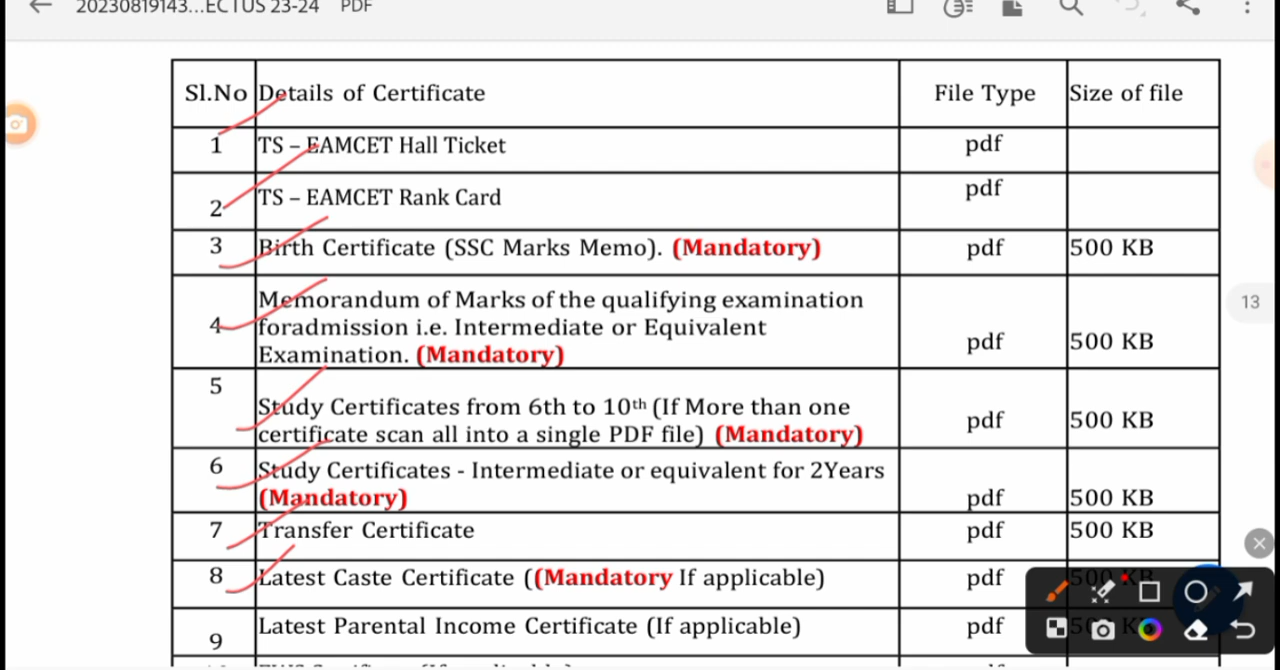 20230819143...ECTUS 23-24 PDF
Sl.No Details of Certificate File Type Size of file
1 TS – EAMCET Hall Ticket pdf
2 TS – EAMCET Rank Card pdf
3 Birth Certificate (SSC Marks Memo). (Mandatory) pdf 500 KB
4 Memorandum of Marks of the qualifying examination
foradmission i.e. Intermediate or Equivalent
Examination. (Mandatory) pdf 500 KB
5 Study Certificates from 6th to 10th (If More than one
certificate scan all into a single PDF file) (Mandatory) pdf 500 KB
6 Study Certificates - Intermediate or equivalent for 2Years
(Mandatory) pdf 500 KB
7 Transfer Certificate pdf 500 KB
8 Latest Caste Certificate ((Mandatory If applicable) pdf 500 KB
9 Latest Parental Income Certificate (If applicable) pdf
13